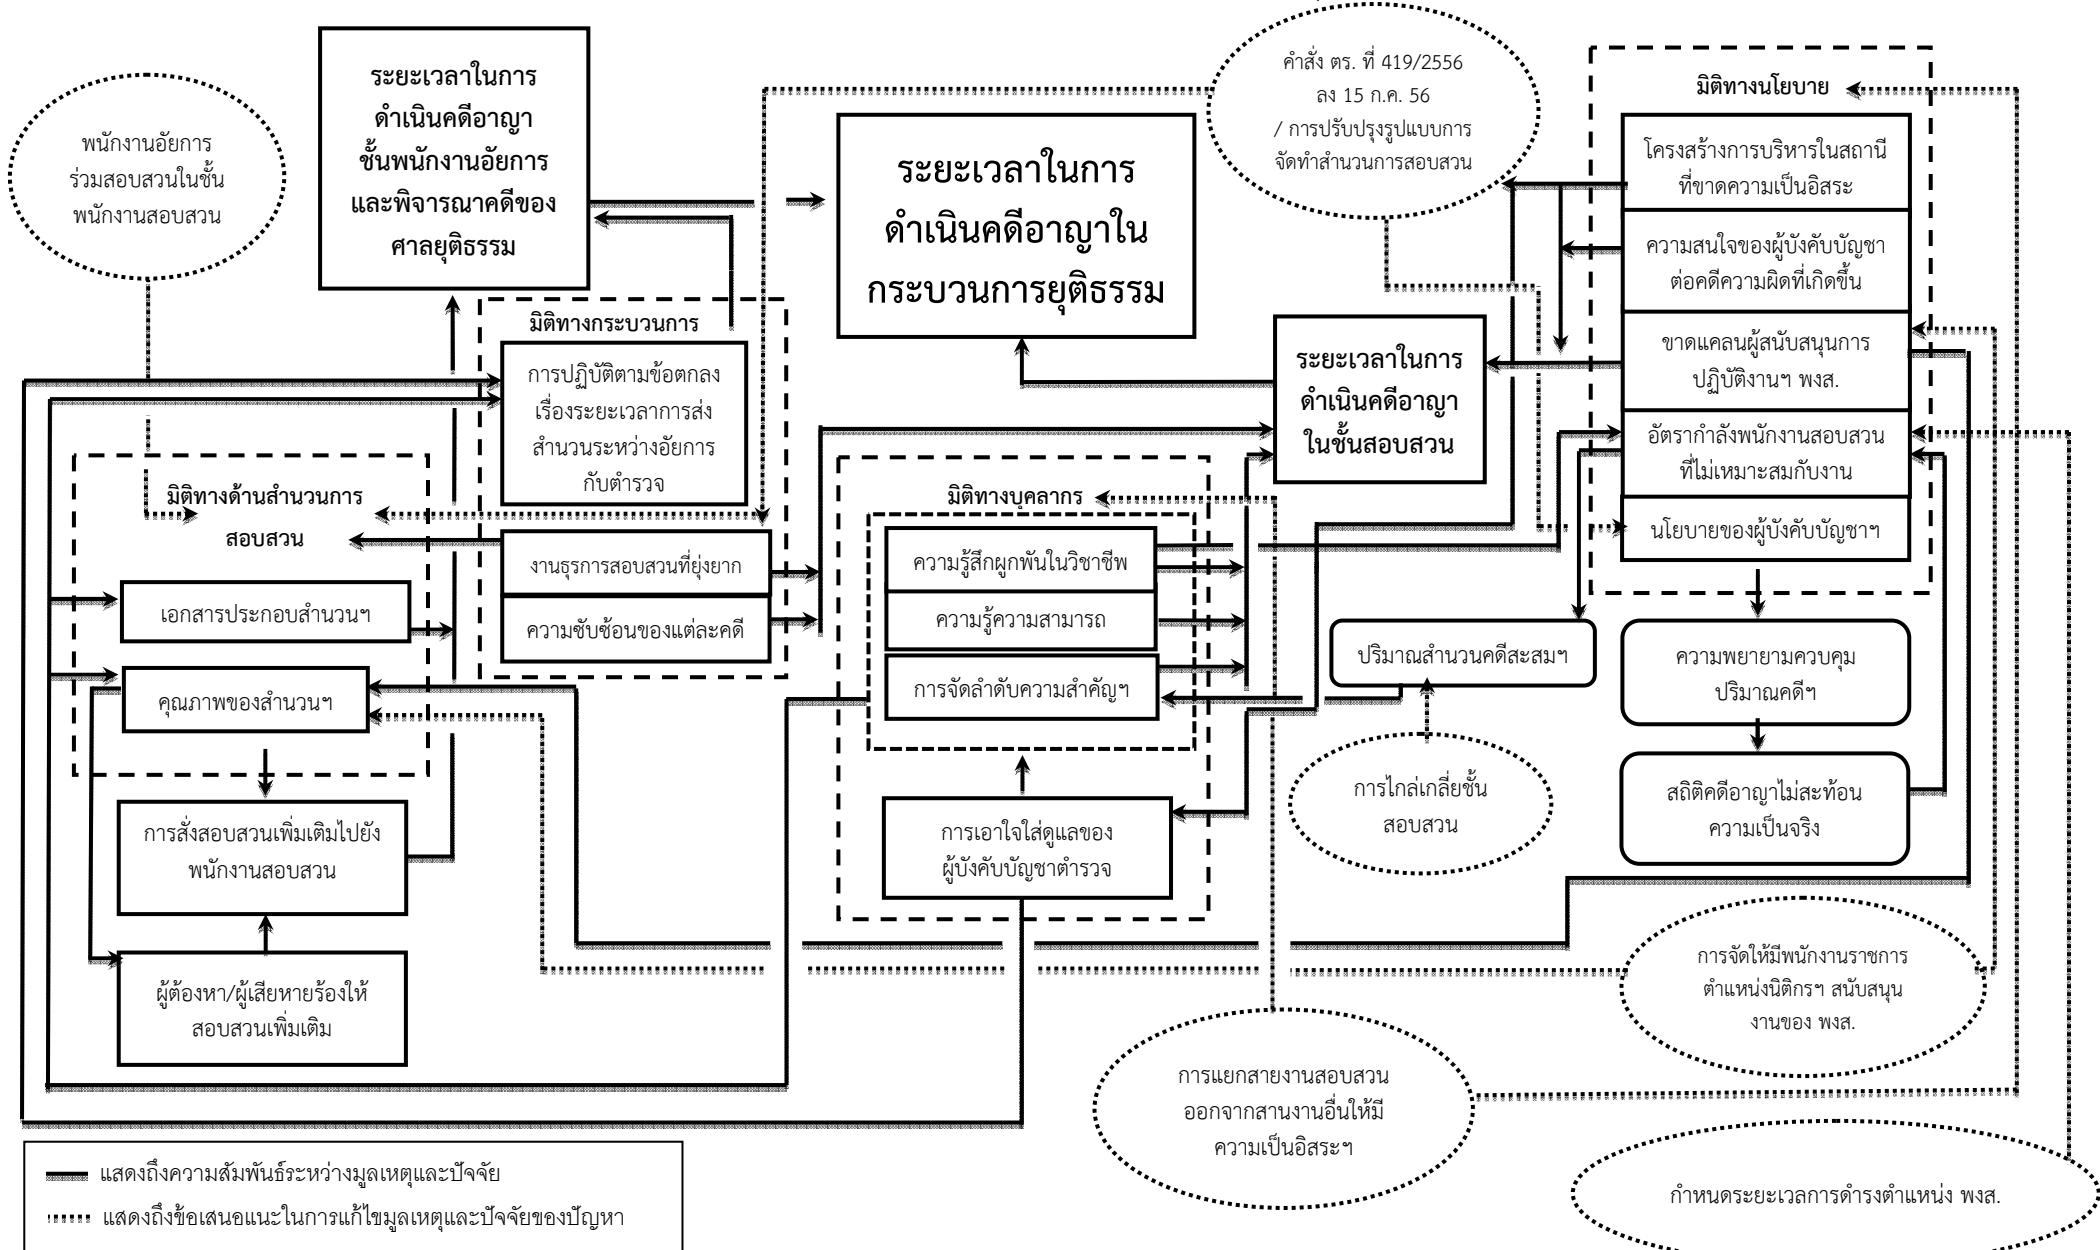 พนักงานอัยการ
ร่วมสอบสวนในชั้น
พนักงานสอบสวน
ระยะเวลาในการ
ดำเนินคดีอาญา
ชั้นพนักงานอัยการ
และพิจารณาคดีของ
ศาลยุติธรรม
ระยะเวลาในการ
ดำเนินคดีอาญาใน
กระบวนการยุติธรรม
คำสั่ง ตร. ที่ 419/2556
ลง 15 ก.ค. 56
/ การปรับปรุงรูปแบบการ
จัดทำสำนวนการสอบสวน
มิติทางนโยบาย
โครงสร้างการบริหารในสถานี
ที่ขาดความเป็นอิสระ
ความสนใจของผู้บังคับบัญชา
ต่อคดีความผิดที่เกิดขึ้น
ขาดแคลนผู้สนับสนุนการ
ปฏิบัติงานฯ พงส.
อัตรากำลังพนักงานสอบสวน
ที่ไม่เหมาะสมกับงาน
นโยบายของผู้บังคับบัญชาฯ
มิติทางกระบวนการ
การปฏิบัติตามข้อตกลง
เรื่องระยะเวลาการส่ง
สำนวนระหว่างอัยการ
กับตำรวจ
งานธุรการสอบสวนที่ยุ่งยาก
ความซับซ้อนของแต่ละคดี
ระยะเวลาในการ
ดำเนินคดีอาญา
ในชั้นสอบสวน
มิติทางด้านสำนวนการ
สอบสวน
เอกสารประกอบสำนวนฯ
คุณภาพของสำนวนฯ
การสั่งสอบสวนเพิ่มเติมไปยัง
พนักงานสอบสวน
ผู้ต้องหา/ผู้เสียหายร้องให้
สอบสวนเพิ่มเติม
มิติทางบุคลากร
ความรู้สึกผูกพันในวิชาชีพ
ความรู้ความสามารถ
การจัดลำดับความสำคัญฯ
การเอาใจใส่ดูแลของ
ผู้บังคับบัญชาตำรวจ
ปริมาณสำนวนคดีสะสมฯ
การไกล่เกลี่ยชั้น
สอบสวน
ความพยายามควบคุม
ปริมาณคดีฯ
สถิติคดีอาญาไม่สะท้อน
ความเป็นจริง
การจัดให้มีพนักงานราชการ
ตำแหน่งนิติกรฯ สนับสนุน
งานของ พงส.
การแยกสายงานสอบสวน
ออกจากสานงานอื่นให้มี
ความเป็นอิสระฯ
กำหนดระยะเวลการดำรงตำแหน่ง พงส.
แสดงถึงความสัมพันธ์ระหว่างมูลเหตุและปัจจัย
แสดงถึงข้อเสนอแนะในการแก้ไขมูลเหตุและปัจจัยของปัญหา